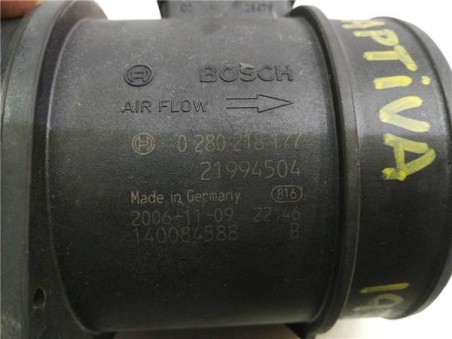 BOSCH
AIR FLOW
0 280 218 177
21994504
Made in Germany 816
2006-11-09 22:46
140084588 B
APTIVA